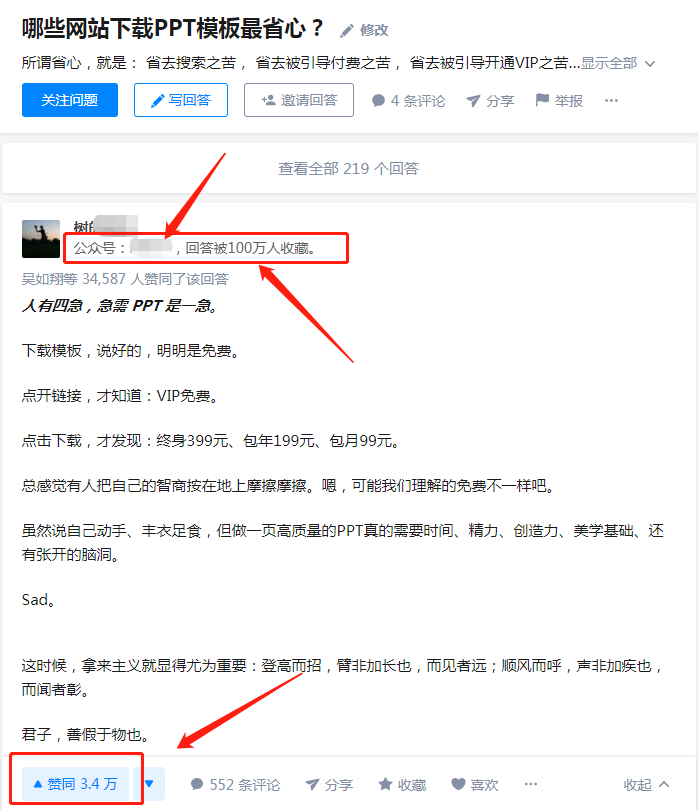 哪些网站下载PPT模板最省心？ 修改
所谓省心，就是： 省去搜索之苦， 省去被引导付费之苦， 省去被引导开通VIP之苦...显示全部
关注问题 写回答 邀请回答 4 条评论 分享 举报 ...
查看全部 219 个回答
树的
公众号： ，回答被100万人收藏。
吴如翔等 34,587 人赞同了该回答
人有四急，急需 PPT 是一急。
下载模板，说好的，明明是免费。
点开链接，才知道：VIP免费。
点击下载，才发现：终身399元、包年199元、包月99元。
总感觉有人把自己的智商按在地上摩擦摩擦。嗯，可能我们理解的免费不一样吧。
虽然说自己动手、丰衣足食，但做一页高质量的PPT真的需要时间、精力、创造力、美学基础、还
有张开的脑洞。
Sad。
这时候，拿来主义就显得尤为重要：登高而招，臂非加长也，而见者远；顺风而呼，声非加疾也，
而闻者彰。
君子，善假于物也。
赞同 3.4 万 552 条评论 分享 收藏 喜欢 ... 收起